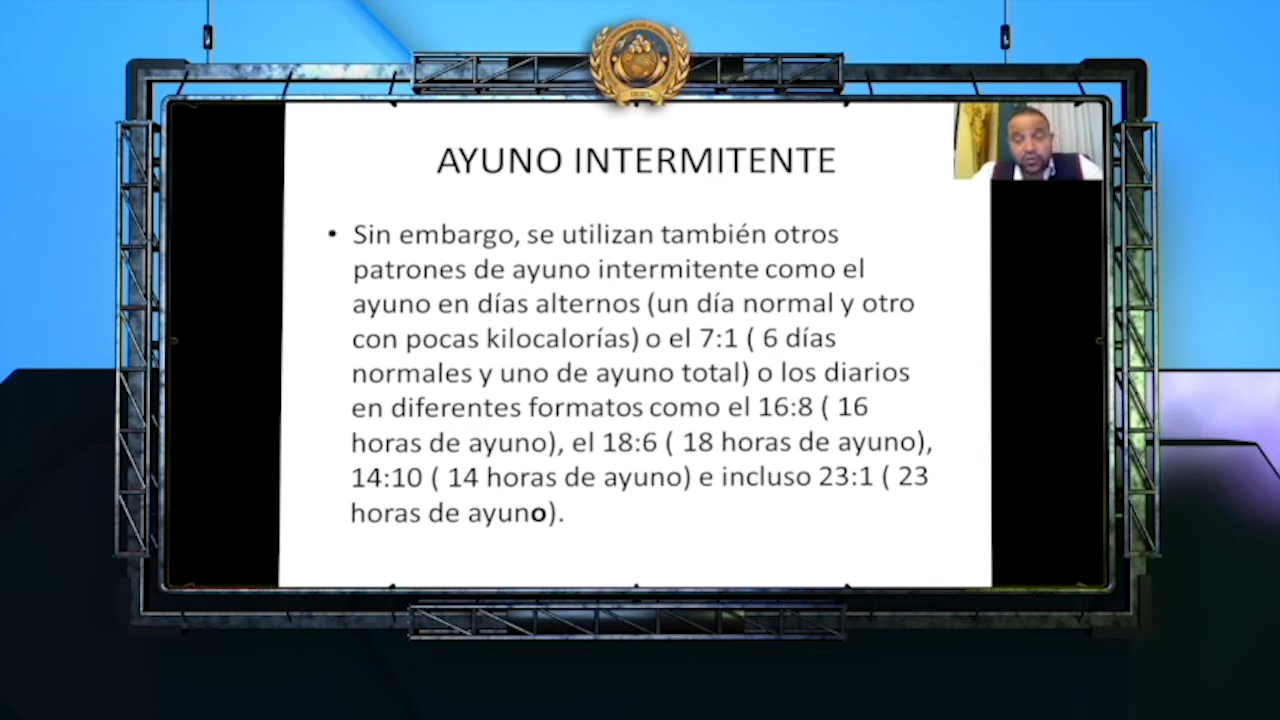 AYUNO INTERMITENTE
• Sin embargo, se utilizan también otros
patrones de ayuno intermitente como el
ayuno en días alternos (un día normal y otro
con pocas kilocalorías) o el 7:1 ( 6 días
normales y uno de ayuno total) o los diarios
en diferentes formatos como el 16:8 ( 16
horas de ayuno), el 18:6 ( 18 horas de ayuno),
14:10 ( 14 horas de ayuno) e incluso 23:1 ( 23
horas de ayuno).